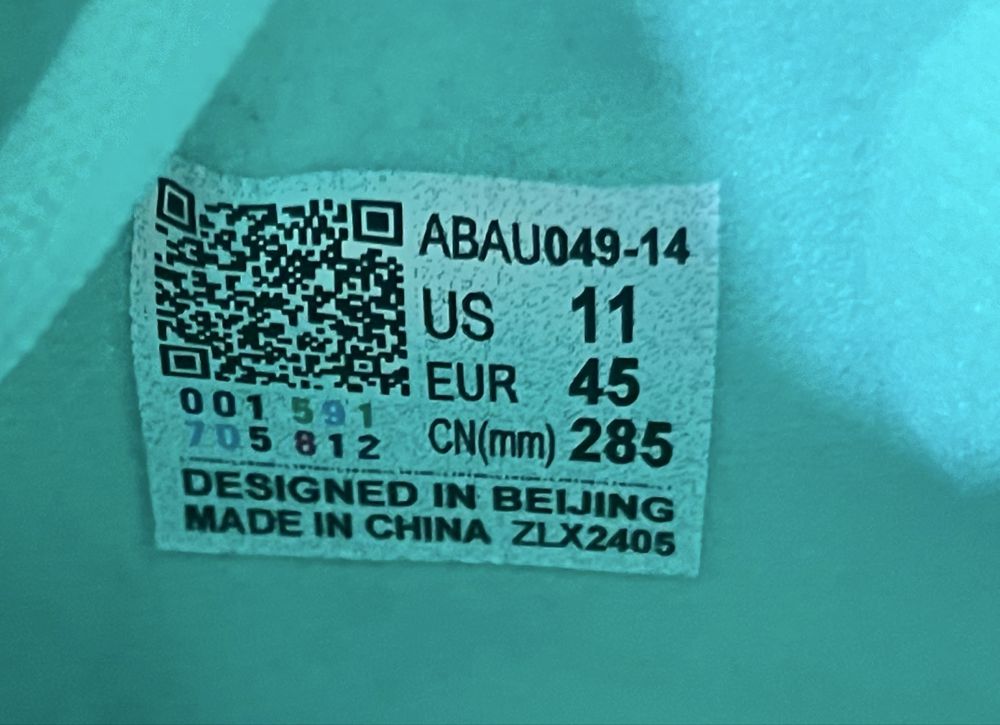 ABAU049-14
US 11
EUR 45
CN(mm) 285
001 591
705 812
DESIGNED IN BEIJING
MADE IN CHINA ZLX2405